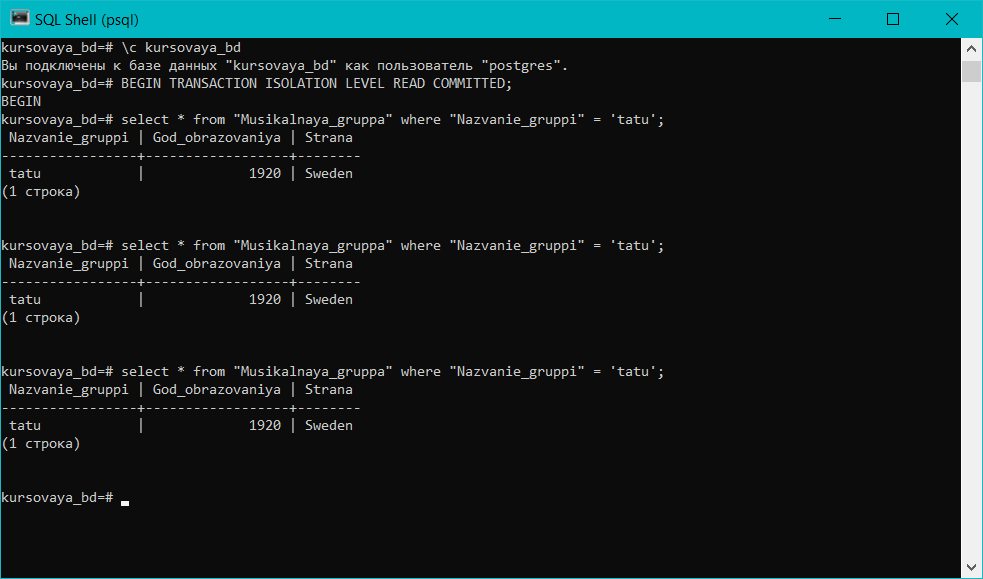 SQL Shell (psql)
kursovaya_bd=# \c kursovaya_bd
Вы подключены к базе данных "kursovaya_bd" как пользователь "postgres".
kursovaya_bd=# BEGIN TRANSACTION ISOLATION LEVEL READ COMMITTED;
BEGIN
kursovaya_bd=# select * from "Musikalnaya_gruppa" where "Nazvanie_gruppi" = 'tatu';
 Nazvanie_gruppi | God_obrazovaniya | Strana
-----------------+------------------+--------
 tatu            |             1920 | Sweden
(1 строка)
kursovaya_bd=# select * from "Musikalnaya_gruppa" where "Nazvanie_gruppi" = 'tatu';
 Nazvanie_gruppi | God_obrazovaniya | Strana
-----------------+------------------+--------
 tatu            |             1920 | Sweden
(1 строка)
kursovaya_bd=# select * from "Musikalnaya_gruppa" where "Nazvanie_gruppi" = 'tatu';
 Nazvanie_gruppi | God_obrazovaniya | Strana
-----------------+------------------+--------
 tatu            |             1920 | Sweden
(1 строка)
kursovaya_bd=#